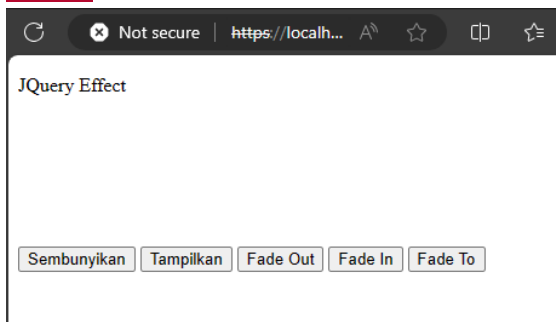 Not secure | https://localh... A
JQuery Effect
Sembunyikan Tampilkan Fade Out Fade In Fade To